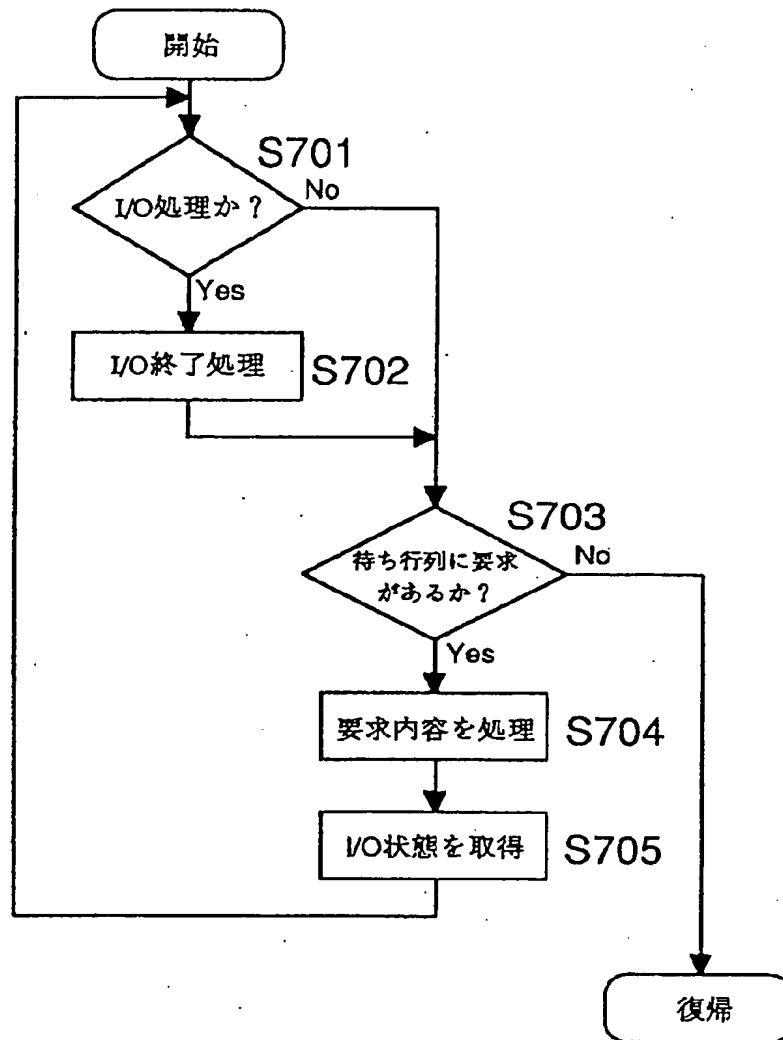 開始
S701
I/O処理か？
No
Yes
I/O終了処理
S702
S703
待ち行列に要求
があるか？
No
Yes
要求内容を処理
S704
I/O状態を取得
S705
復帰